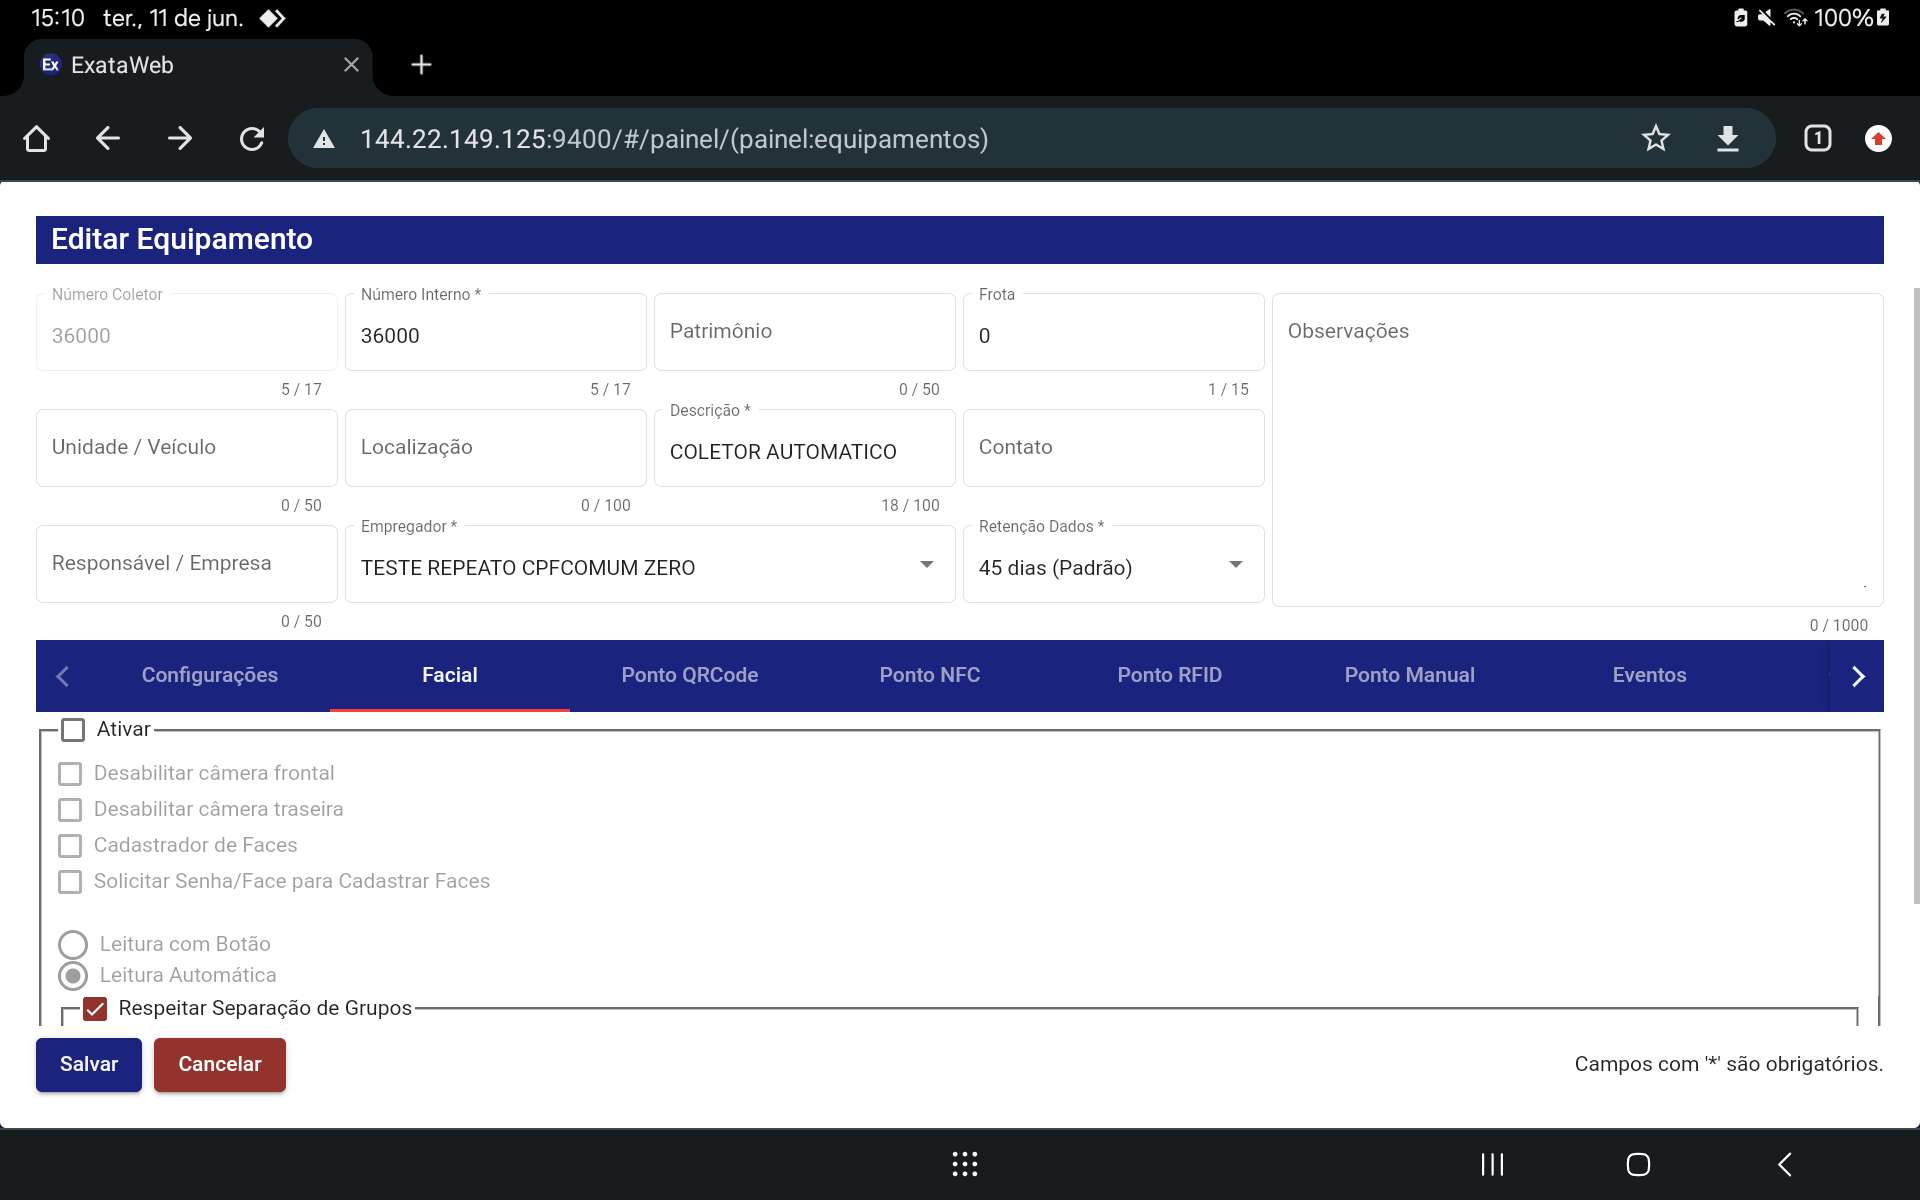 15:10 ter., 11 de jun. 100%
Ex ExataWeb
144.22.149.125:9400/#/painel/(painel:equipamentos) 1
Editar Equipamento
Número Coletor Número Interno * Frota
36000 36000 Patrimônio 0 Observações
5 / 17 5 / 17 0 / 50 1 / 15
Descrição *
Unidade / Veículo Localização COLETOR AUTOMATICO Contato
0 / 50 0 / 100 18 / 100
Empregador * Retenção Dados *
Responsável / Empresa TESTE REPEATO CPFCOMUM ZERO 45 dias (Padrão)
0 / 50 0 / 1000
Configurações Facial Ponto QRCode Ponto NFC Ponto RFID Ponto Manual Eventos
Ativar
Desabilitar câmera frontal
Desabilitar câmera traseira
Cadastrador de Faces
Solicitar Senha/Face para Cadastrar Faces
Leitura com Botão
Leitura Automática
Respeitar Separação de Grupos
Salvar Cancelar Campos com '*' são obrigatórios.